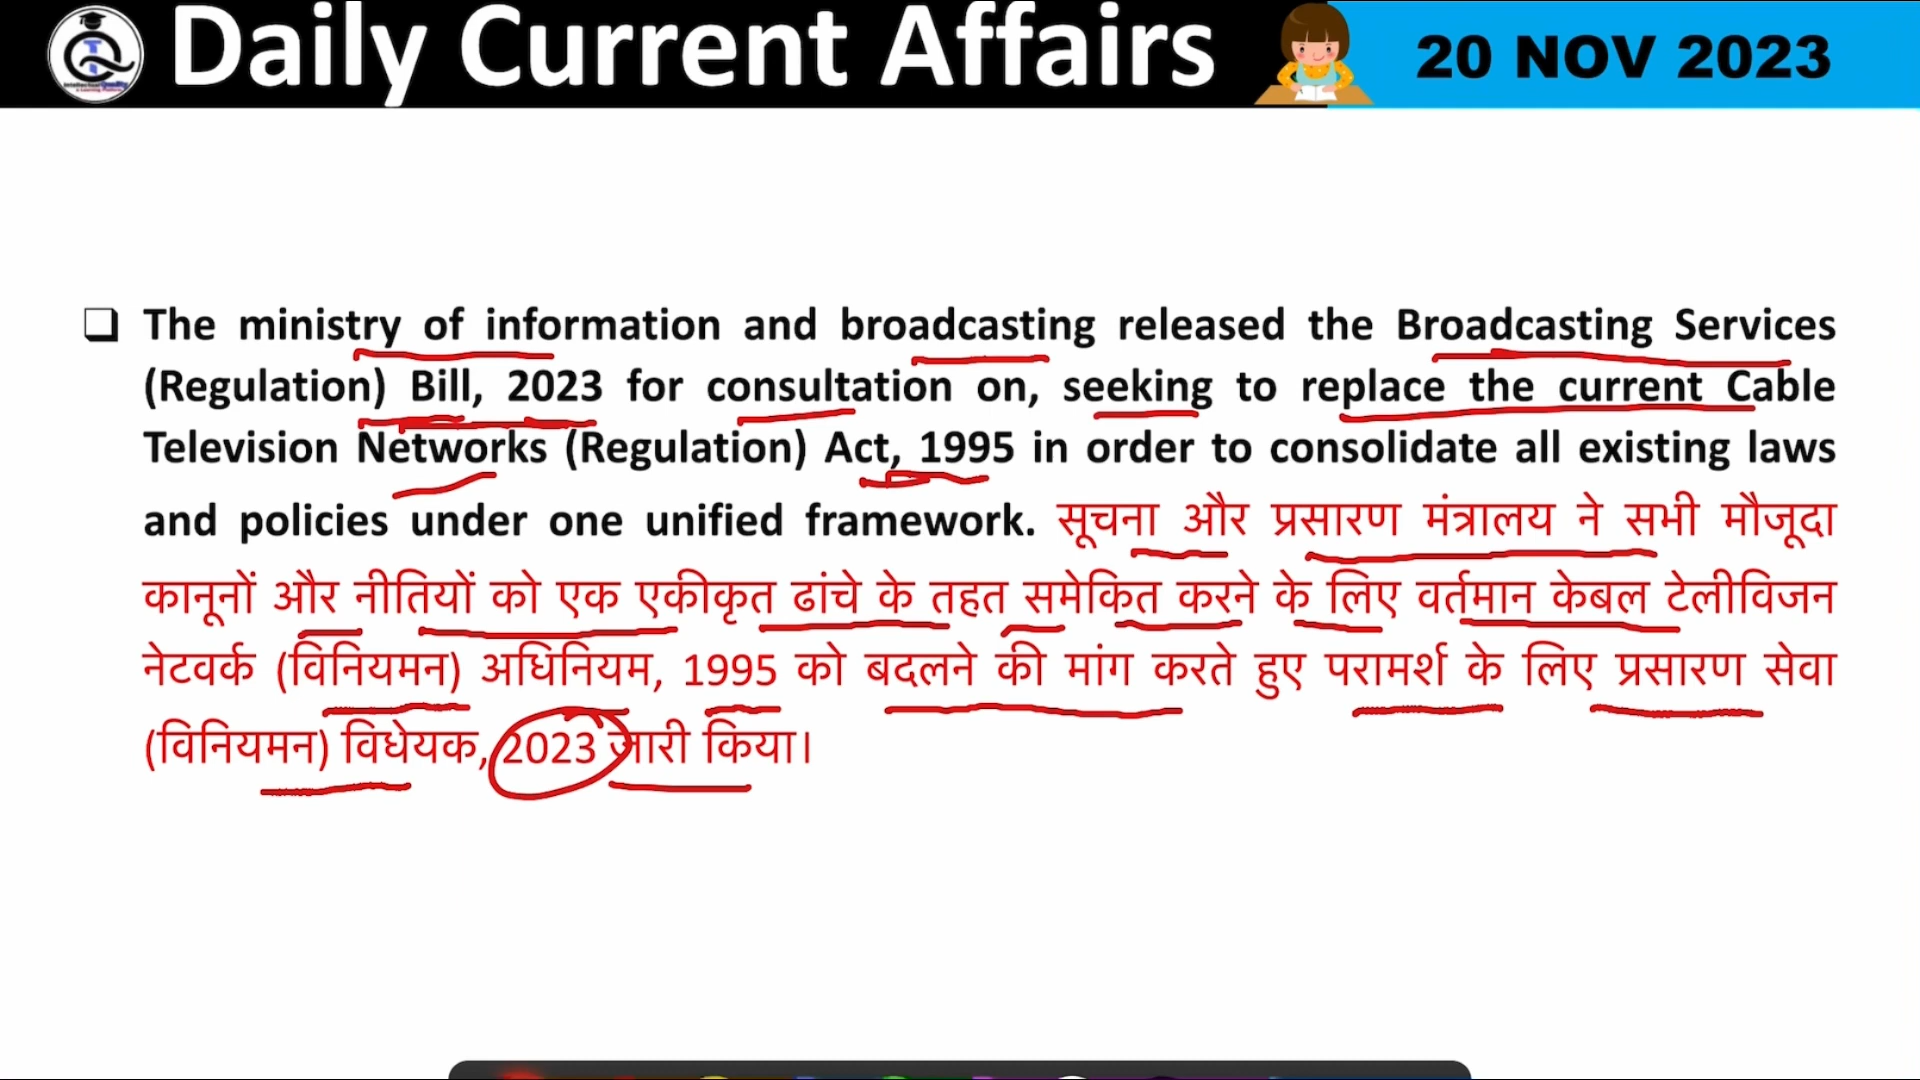 Daily Current Affairs
20 NOV 2023
The ministry of information and broadcasting released the Broadcasting Services
(Regulation) Bill, 2023 for consultation on, seeking to replace the current Cable
Television Networks (Regulation) Act, 1995 in order to consolidate all existing laws
and policies under one unified framework. सूचना और प्रसारण मंत्रालय ने सभी मौजूदा
कानूनों और नीतियों को एक एकीकृत ढांचे के तहत समेकित करने के लिए वर्तमान केबल टेलीविजन
नेटवर्क (विनियमन) अधिनियम, 1995 को बदलने की मांग करते हुए परामर्श के लिए प्रसारण सेवा
(विनियमन) विधेयक, 2023 जारी किया।